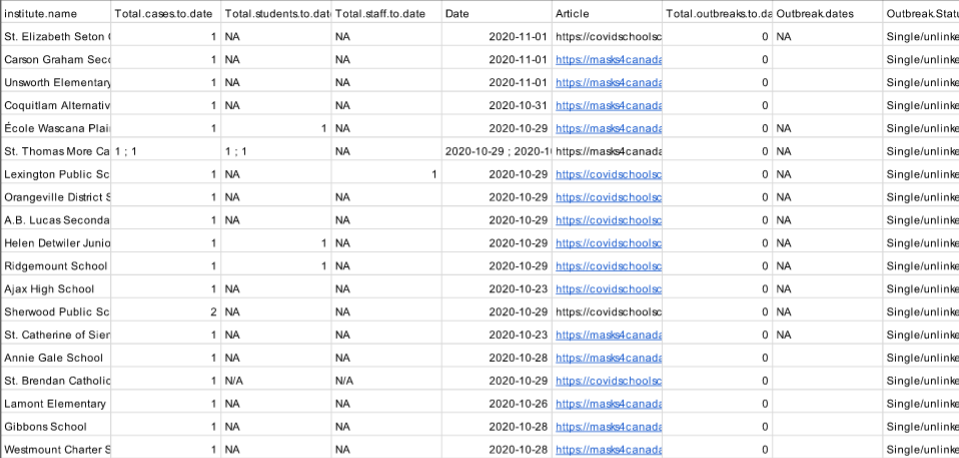 institute.name Total.cases.to.date Total.students.to.dat Total.staff.to.date Date Article Total.outbreaks.to.da Outbreak.dates Outbreak.Statu
St. Elizabeth Seton 1 NA NA 2020-11-01 https://covidschoolsc 0 NA Single/unlinke
Carson Graham Seco 1 NA NA 2020-11-01 https://masks4canada 0 Single/unlinke
Unsworth Elementary 1 NA NA 2020-11-01 https://masks4canada 0 Single/unlinke
Coquitlam Alternativ 1 NA NA 2020-10-31 https://masks4canada 0 Single/unlinke
École Wascana Plai 1 1 NA 2020-10-29 https://masks4canada 0 NA Single/unlinke
St. Thomas More Ca 1 ; 1 1 ; 1 NA 2020-10-29 ; 2020-10 https://masks4canada 0 NA Single/unlinke
Lexington Public Sc 1 NA 1 2020-10-29 https://covidschoolsc 0 NA Single/unlinke
Orangeville District S 1 NA NA 2020-10-29 https://covidschoolsc 0 NA Single/unlinke
A.B. Lucas Seconda 1 NA NA 2020-10-29 https://covidschoolsc 0 NA Single/unlinke
Helen Detwiler Junio 1 1 NA 2020-10-29 https://covidschoolsc 0 NA Single/unlinke
Ridgemount School 1 1 NA 2020-10-29 https://covidschoolsc 0 NA Single/unlinke
Ajax High School 1 NA NA 2020-10-23 https://covidschoolsc 0 NA Single/unlinke
Sherwood Public Sc 2 NA NA 2020-10-29 https://covidschoolsc 0 NA Single/unlinke
St. Catherine of Sier 1 NA NA 2020-10-23 https://masks4canada 0 NA Single/unlinke
Annie Gale School 1 NA NA 2020-10-28 https://masks4canada 0 Single/unlinke
St. Brendan Catholic 1 N/A N/A 2020-10-29 https://covidschoolsc 0 Single/unlinke
Lamont Elementary 1 NA NA 2020-10-26 https://masks4canada 0 Single/unlinke
Gibbons School 1 NA NA 2020-10-28 https://masks4canada 0 Single/unlinke
Westmount Charter S 1 NA NA 2020-10-28 https://masks4canada 0 Single/unlinke